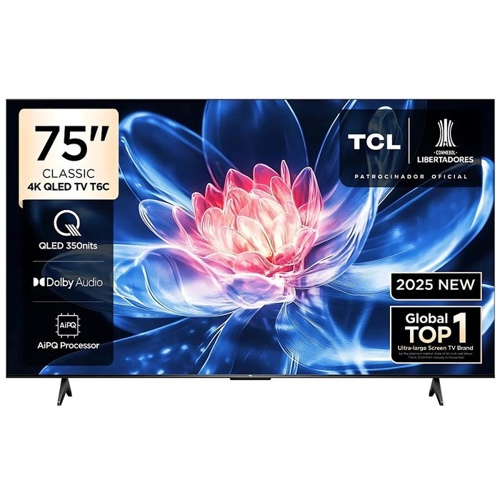 75"
CLASSIC
4K QLED TV T6C
QLED 350nits
Dolby Audio
AiPQ
AiPQ Processor
TCL
CONMEBOL
LIBERTADORES
PATROCINADOR OFICIAL
2025 NEW
Global
TOP 1
Ultra-large Screen TV Brand